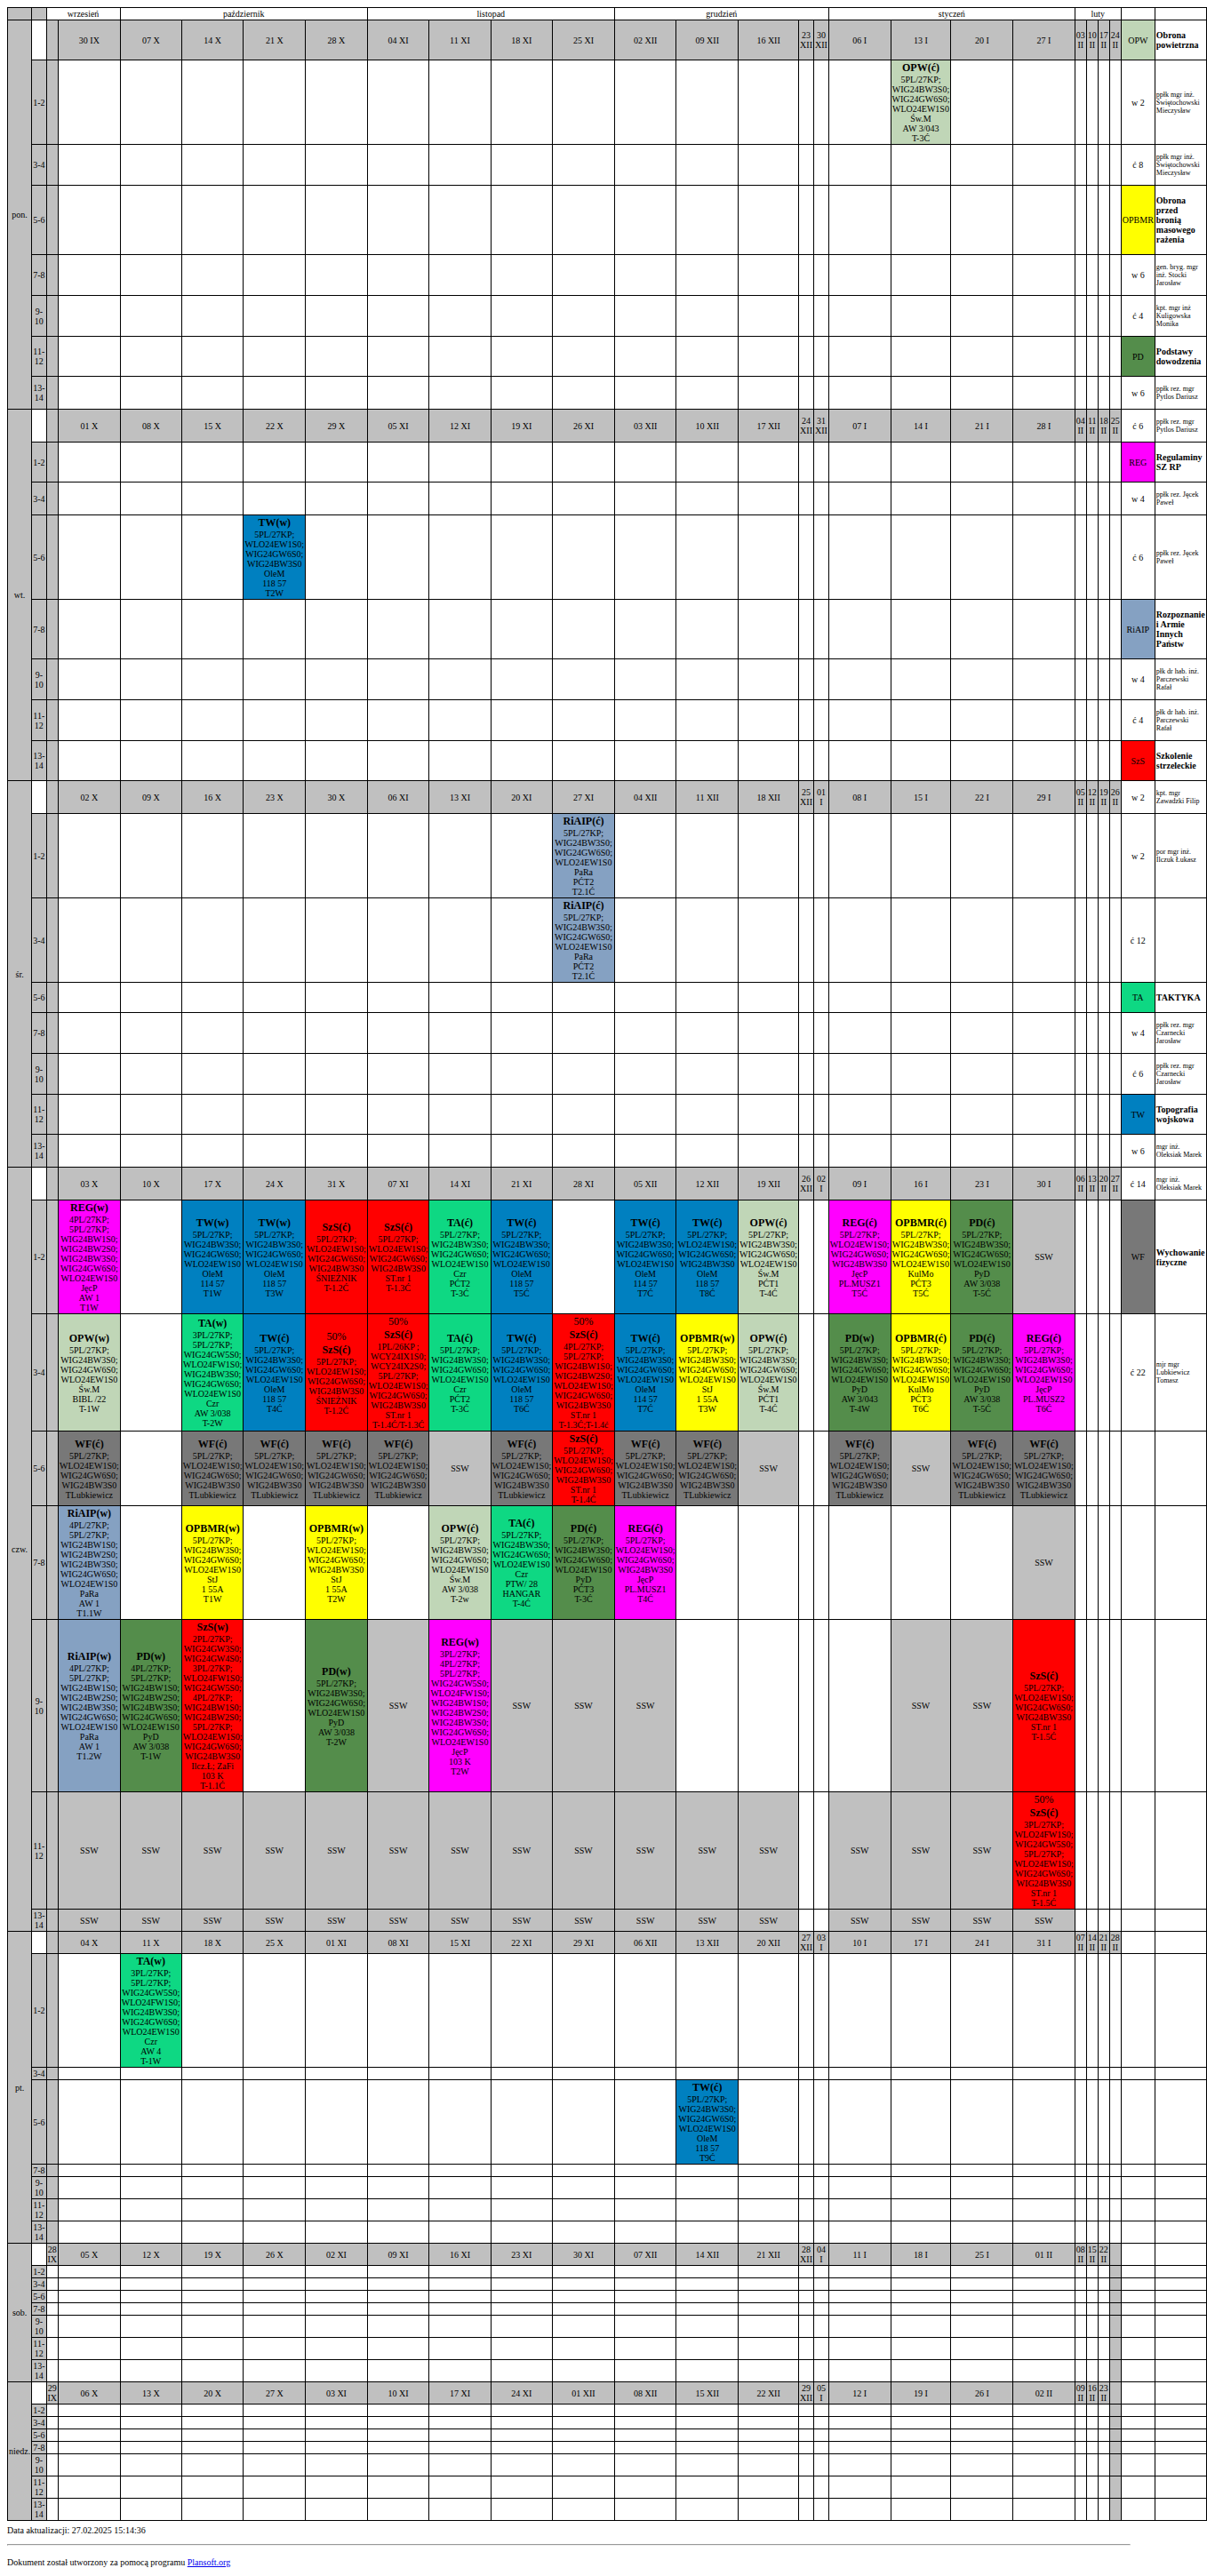 wrzesień październik listopad grudzień styczeń luty
pon.
30 IX 07 X 14 X 21 X 28 X 04 XI 11 XI 18 XI 25 XI 02 XII 09 XII 16 XII 23 XII 30 XII 06 I 13 I 20 I 27 I 03 II 10 II 17 II 24 II OPW Obrona powietrzna
1-2
OPW(ć)
5PL/27KP;
WIG24BW3S0;
WIG24GW6S0;
WLO24EW1S0
Św.M
AW 3/043
T-3Ć
w 2 ppłk mgr inż. Świętochowski Mieczysław
3-4 ć 8 ppłk mgr inż. Świętochowski Mieczysław
5-6 OPBMR Obrona przed bronią masowego rażenia
7-8 w 6 gen. bryg. mgr inż. Stocki Jarosław
9-10 ć 4 kpt. mgr inż Kuligowska Monika
11-12 PD Podstawy dowodzenia
13-14 w 6 ppłk rez. mgr Pytlos Dariusz
wt.
01 X 08 X 15 X 22 X 29 X 05 XI 12 XI 19 XI 26 XI 03 XII 10 XII 17 XII 24 XII 31 XII 07 I 14 I 21 I 28 I 04 II 11 II 18 II 25 II ć 6 ppłk rez. mgr Pytlos Dariusz
1-2 REG Regulaminy SZ RP
3-4 w 4 ppłk rez. Jęcek Paweł
5-6
TW(w)
5PL/27KP;
WLO24EW1S0;
WIG24GW6S0;
WIG24BW3S0
OleM
118 57
T2W
ć 6 ppłk rez. Jęcek Paweł
7-8 RiAIP Rozpoznanie i Armie Innych Państw
9-10 w 4 płk dr hab. inż. Parczewski Rafał
11-12 ć 4 płk dr hab. inż. Parczewski Rafał
13-14 SzS Szkolenie strzeleckie
śr.
02 X 09 X 16 X 23 X 30 X 06 XI 13 XI 20 XI 27 XI 04 XII 11 XII 18 XII 25 XII 01 I 08 I 15 I 22 I 29 I 05 II 12 II 19 II 26 II w 2 kpt. mgr Zawadzki Filip
1-2
RiAIP(ć)
5PL/27KP;
WIG24BW3S0;
WIG24GW6S0;
WLO24EW1S0
PaRa
PĆT2
T2.1Ć
w 2 por mgr inż. Ilczuk Łukasz
3-4
RiAIP(ć)
5PL/27KP;
WIG24BW3S0;
WIG24GW6S0;
WLO24EW1S0
PaRa
PĆT2
T2.1Ć
ć 12
5-6 TA TAKTYKA
7-8 w 4 ppłk rez. mgr Czarnecki Jarosław
9-10 ć 6 ppłk rez. mgr Czarnecki Jarosław
11-12 TW Topografia wojskowa
13-14 w 6 mgr inż. Oleksiak Marek
czw.
03 X 10 X 17 X 24 X 31 X 07 XI 14 XI 21 XI 28 XI 05 XII 12 XII 19 XII 26 XII 02 I 09 I 16 I 23 I 30 I 06 II 13 II 20 II 27 II ć 14 mgr inż. Oleksiak Marek
1-2
REG(w) 4PL/27KP; 5PL/27KP; WIG24BW1S0; WIG24BW2S0; WIG24BW3S0; WIG24GW6S0; WLO24EW1S0 JęcP AW 1 T1W
TW(w) 5PL/27KP; WIG24BW3S0; WIG24GW6S0; WLO24EW1S0 OleM 114 57 T1W
TW(w) 5PL/27KP; WIG24BW3S0; WIG24GW6S0; WLO24EW1S0 OleM 118 57 T3W
SzS(ć) 5PL/27KP; WLO24EW1S0; WIG24GW6S0; WIG24BW3S0 ŚNIEŻNIK T-1.2Ć
SzS(ć) 5PL/27KP; WLO24EW1S0; WIG24GW6S0; WIG24BW3S0 ST.nr 1 T-1.3Ć
TA(ć) 5PL/27KP; WIG24BW3S0; WIG24GW6S0; WLO24EW1S0 Czr PĆT2 T-3Ć
TW(ć) 5PL/27KP; WIG24BW3S0; WIG24GW6S0; WLO24EW1S0 OleM 118 57 T5Ć
TW(ć) 5PL/27KP; WIG24BW3S0; WIG24GW6S0; WLO24EW1S0 OleM 114 57 T7Ć
TW(ć) 5PL/27KP; WLO24EW1S0; WIG24GW6S0; WIG24BW3S0 OleM 118 57 T8Ć
OPW(ć) 5PL/27KP; WIG24BW3S0; WIG24GW6S0; WLO24EW1S0 Św.M PĆT1 T-4Ć
REG(ć) 5PL/27KP; WLO24EW1S0; WIG24GW6S0; WIG24BW3S0 JęcP PL.MUSZ1 T5Ć
OPBMR(ć) 5PL/27KP; WIG24BW3S0; WIG24GW6S0; WLO24EW1S0 KulMo PĆT3 T5Ć
PD(ć) 5PL/27KP; WIG24BW3S0; WIG24GW6S0; WLO24EW1S0 PyD AW 3/038 T-5Ć
SSW
WF Wychowanie fizyczne
3-4
OPW(w) 5PL/27KP; WIG24BW3S0; WIG24GW6S0; WLO24EW1S0 Św.M BIBL /22 T-1W
TA(w) 3PL/27KP; 5PL/27KP; WIG24GW5S0; WLO24FW1S0; WIG24BW3S0; WIG24GW6S0; WLO24EW1S0 Czr AW 3/038 T-2W
TW(ć) 5PL/27KP; WIG24BW3S0; WIG24GW6S0; WLO24EW1S0 OleM 118 57 T4Ć
50% SzS(ć) 5PL/27KP; WLO24EW1S0; WIG24GW6S0; WIG24BW3S0 ŚNIEŻNIK T-1.2Ć
50% SzS(ć) 1PL/26KP; WCY24IX1S0; WCY24IX2S0; 5PL/27KP; WLO24EW1S0; WIG24GW6S0; WIG24BW3S0 ST.nr 1 T-1.4Ć/T-1.3Ć
TA(ć) 5PL/27KP; WIG24BW3S0; WIG24GW6S0; WLO24EW1S0 Czr PĆT2 T-3Ć
TW(ć) 5PL/27KP; WIG24BW3S0; WIG24GW6S0; WLO24EW1S0 OleM 118 57 T6Ć
50% SzS(ć) 4PL/27KP; 5PL/27KP; WIG24BW1S0; WIG24BW2S0; WLO24EW1S0; WIG24GW6S0; WIG24BW3S0 ST.nr 1 T-1.3Ć;T-1.4ć
TW(ć) 5PL/27KP; WIG24BW3S0; WIG24GW6S0; WLO24EW1S0 OleM 114 57 T7Ć
OPBMR(w) 5PL/27KP; WIG24BW3S0; WIG24GW6S0; WLO24EW1S0 StJ 1 55A T3W
OPW(ć) 5PL/27KP; WIG24BW3S0; WIG24GW6S0; WLO24EW1S0 Św.M PĆT1 T-4Ć
PD(w) 5PL/27KP; WIG24BW3S0; WIG24GW6S0; WLO24EW1S0 PyD AW 3/043 T-4W
OPBMR(ć) 5PL/27KP; WIG24BW3S0; WIG24GW6S0; WLO24EW1S0 KulMo PĆT3 T6Ć
PD(ć) 5PL/27KP; WIG24BW3S0; WIG24GW6S0; WLO24EW1S0 PyD AW 3/038 T-5Ć
REG(ć) 5PL/27KP; WIG24BW3S0; WIG24GW6S0; WLO24EW1S0 JęcP PL MUSZ2 T6Ć
ć 22 mjr mgr Lubkiewicz Tomasz
5-6
WF(ć) 5PL/27KP; WLO24EW1S0; WIG24GW6S0; WIG24BW3S0 TLubkiewicz
WF(ć) 5PL/27KP; WLO24EW1S0; WIG24GW6S0; WIG24BW3S0 TLubkiewicz
WF(ć) 5PL/27KP; WLO24EW1S0; WIG24GW6S0; WIG24BW3S0 TLubkiewicz
WF(ć) 5PL/27KP; WLO24EW1S0; WIG24GW6S0; WIG24BW3S0 TLubkiewicz
WF(ć) 5PL/27KP; WLO24EW1S0; WIG24GW6S0; WIG24BW3S0 TLubkiewicz
SSW
WF(ć) 5PL/27KP; WLO24EW1S0; WIG24GW6S0; WIG24BW3S0 TLubkiewicz
SzS(ć) 5PL/27KP; WLO24EW1S0; WIG24GW6S0; WIG24BW3S0 ST.nr 1 T-1.4Ć
WF(ć) 5PL/27KP; WLO24EW1S0; WIG24GW6S0; WIG24BW3S0 TLubkiewicz
WF(ć) 5PL/27KP; WLO24EW1S0; WIG24GW6S0; WIG24BW3S0 TLubkiewicz
SSW
WF(ć) 5PL/27KP; WLO24EW1S0; WIG24GW6S0; WIG24BW3S0 TLubkiewicz
SSW
WF(ć) 5PL/27KP; WLO24EW1S0; WIG24GW6S0; WIG24BW3S0 TLubkiewicz
WF(ć) 5PL/27KP; WLO24EW1S0; WIG24GW6S0; WIG24BW3S0 TLubkiewicz
7-8
RiAIP(w) 4PL/27KP; 5PL/27KP; WIG24BW1S0; WIG24BW2S0; WIG24BW3S0; WIG24GW6S0; WLO24EW1S0 PaRa AW 1 T1.1W
OPBMR(w) 5PL/27KP; WIG24BW3S0; WIG24GW6S0; WLO24EW1S0 StJ 1 55A T1W
OPBMR(w) 5PL/27KP; WLO24EW1S0; WIG24GW6S0; WIG24BW3S0 StJ 1 55A T2W
OPW(ć) 5PL/27KP; WIG24BW3S0; WIG24GW6S0; WLO24EW1S0 Św.M AW 3/038 T-2w
TA(ć) 5PL/27KP; WIG24BW3S0; WIG24GW6S0; WLO24EW1S0 Czr PTW/ 28 HANGAR T-4Ć
PD(ć) 5PL/27KP; WIG24BW3S0; WIG24GW6S0; WLO24EW1S0 PyD PĆT3 T-3Ć
REG(ć) 5PL/27KP; WLO24EW1S0; WIG24GW6S0; WIG24BW3S0 JęcP PL MUSZ1 T4Ć
SSW
9-10
RiAIP(w) 4PL/27KP; 5PL/27KP; WIG24BW1S0; WIG24BW2S0; WIG24BW3S0; WIG24GW6S0; WLO24EW1S0 PaRa AW 1 T1.2W
PD(w) 4PL/27KP; 5PL/27KP; WIG24BW1S0; WIG24BW2S0; WIG24BW3S0; WIG24GW6S0; WLO24EW1S0 PyD AW 3/038 T-1W
SzS(w) 2PL/27KP; WIG24GW3S0; WIG24GW4S0; 3PL/27KP; WLO24FW1S0; WIG24GW5S0; 4PL/27KP; WIG24BW1S0; WIG24BW2S0; 5PL/27KP; WLO24EW1S0; WIG24GW6S0; WIG24BW3S0 Ilcz.Ł; ZaFi 103 K T-1.1Ć
PD(w) 5PL/27KP; WIG24BW3S0; WIG24GW6S0; WLO24EW1S0 PyD AW 3/038 T-2W
SSW
REG(w) 3PL/27KP; 4PL/27KP; 5PL/27KP; WIG24GW5S0; WLO24FW1S0; WIG24BW1S0; WIG24BW2S0; WIG24BW3S0; WIG24GW6S0; WLO24EW1S0 JęcP 103 K T2W
SSW SSW SSW SSW SSW
SzS(ć) 5PL/27KP; WLO24EW1S0; WIG24GW6S0; WIG24BW3S0 ST.nr 1 T-1.5Ć
11-12 SSW SSW SSW SSW SSW SSW SSW SSW SSW SSW SSW SSW SSW SSW SSW
50% SzS(ć) 3PL/27KP; WLO24FW1S0; WIG24GW5S0; 5PL/27KP; WLO24EW1S0; WIG24GW6S0; WIG24BW3S0 ST.nr 1 T-1.5Ć
13-14 SSW SSW SSW SSW SSW SSW SSW SSW SSW SSW SSW SSW SSW SSW SSW SSW
pt.
04 X 11 X 18 X 25 X 01 XI 08 XI 15 XI 22 XI 29 XI 06 XII 13 XII 20 XII 27 XII 03 I 10 I 17 I 24 I 31 I 07 II 14 II 21 II 28 II
1-2
TA(w)
3PL/27KP;
5PL/27KP;
WIG24GW5S0;
WLO24FW1S0;
WIG24BW3S0;
WIG24GW6S0;
WLO24EW1S0
Czr
AW 4
T-1W
3-4
5-6
TW(ć)
5PL/27KP;
WIG24BW3S0;
WIG24GW6S0;
WLO24EW1S0
OleM
118 57
T9Ć
7-8
9-10
11-12
13-14
sob.
28 IX 05 X 12 X 19 X 26 X 02 XI 09 XI 16 XI 23 XI 30 XI 07 XII 14 XII 21 XII 28 XII 04 I 11 I 18 I 25 I 01 II 08 II 15 II 22 II
1-2
3-4
5-6
7-8
9-10
11-12
13-14
niedz
29 IX 06 X 13 X 20 X 27 X 03 XI 10 XI 17 XI 24 XI 01 XII 08 XII 15 XII 22 XII 29 XII 05 I 12 I 19 I 26 I 02 II 09 II 16 II 23 II
1-2
3-4
5-6
7-8
9-10
11-12
13-14
Data aktualizacji: 27.02.2025 15:14:36
Dokument został utworzony za pomocą programu Plansoft.org